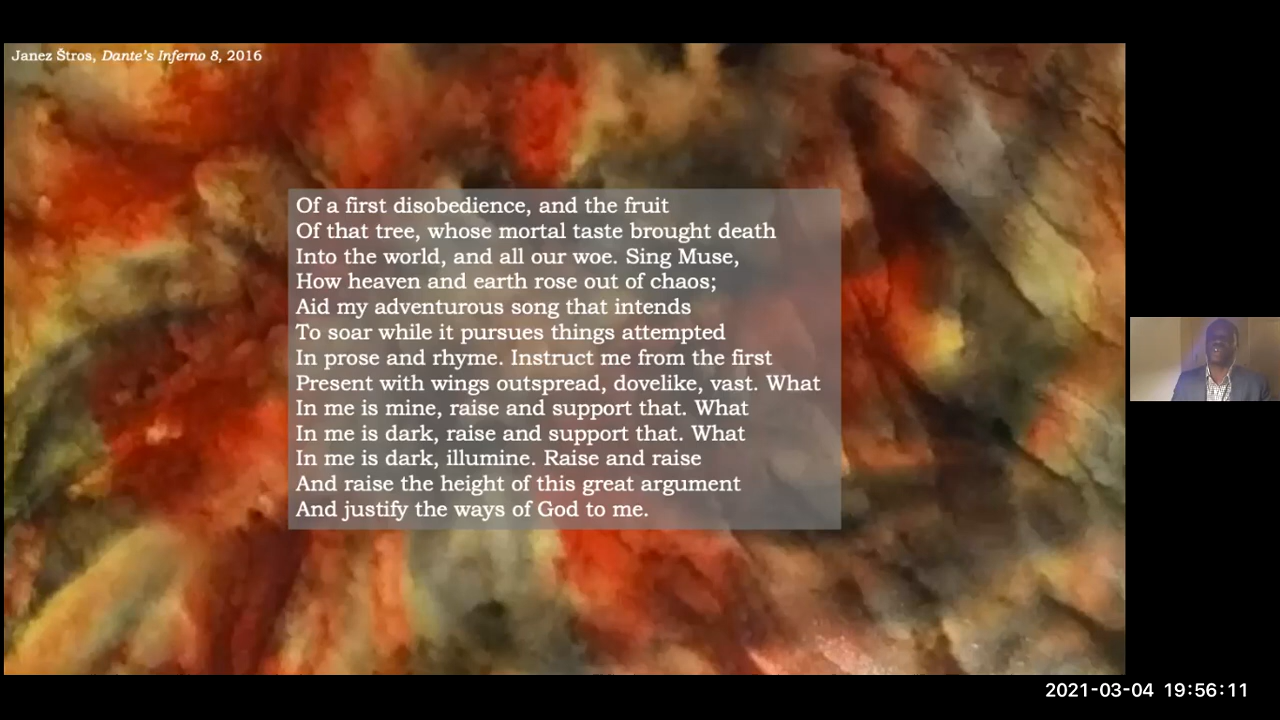 Janez Štros, Dante's Inferno 8, 2016
Of a first disobedience, and the fruit
Of that tree, whose mortal taste brought death
Into the world, and all our woe. Sing Muse,
How heaven and earth rose out of chaos;
Aid my adventurous song that intends
To soar while it pursues things attempted
In prose and rhyme. Instruct me from the first
Present with wings outspread, dovelike, vast. What
In me is mine, raise and support that. What
In me is dark, raise and support that. What
In me is dark, illumine. Raise and raise
And raise the height of this great argument
And justify the ways of God to me.
2021-03-04 19:56:11